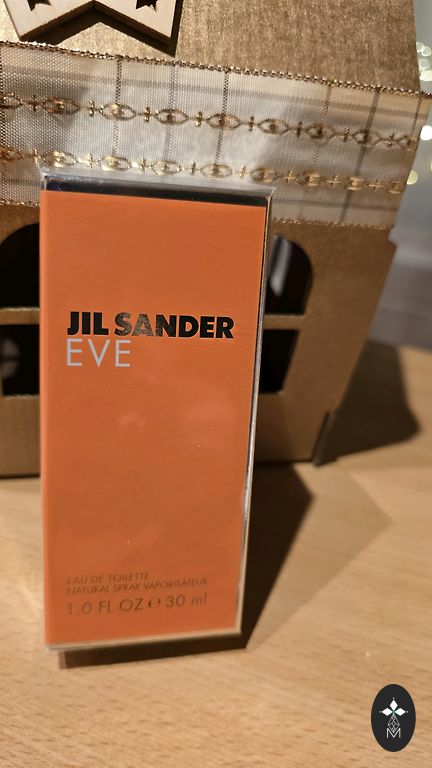 JIL SANDER
EVE
EAU DE TOILETTE
NATURAL SPRAY VAPORISATEUR
1.0 FL OZ ℮ 30 ml